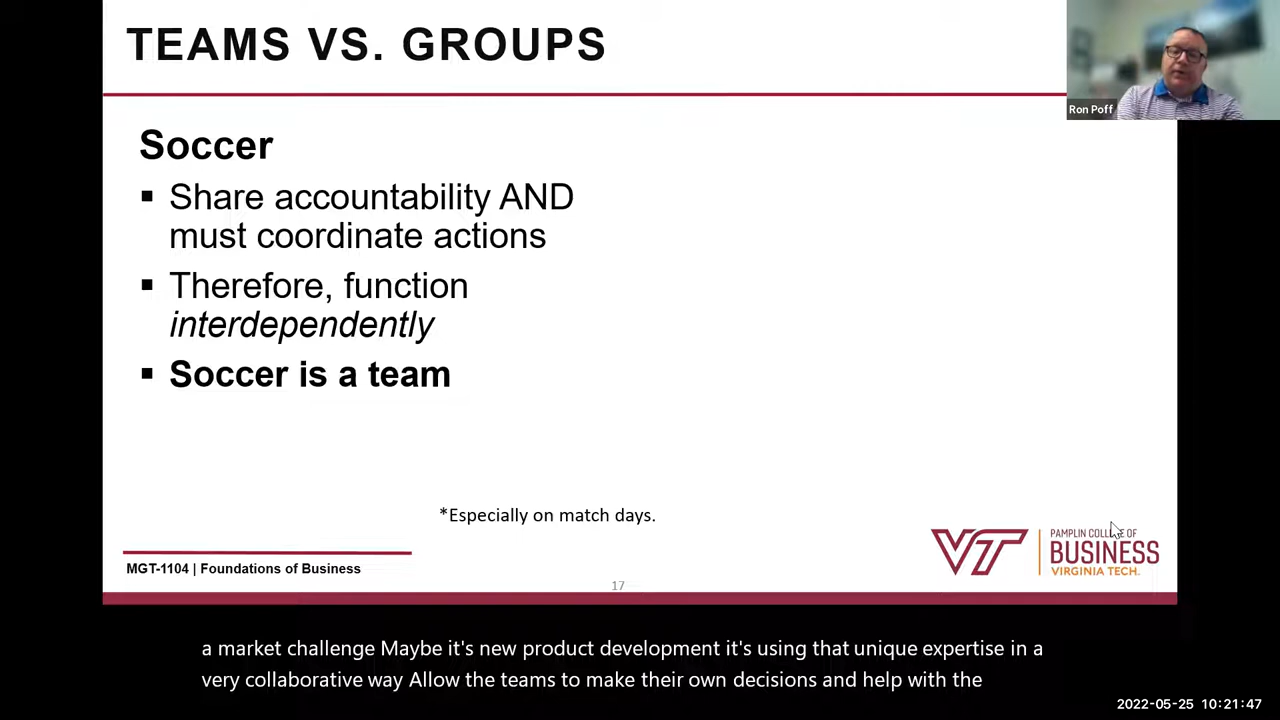 TEAMS VS. GROUPS
Ron Poff
Soccer
▪ Share accountability AND
must coordinate actions
▪ Therefore, function
interdependently
▪ Soccer is a team
*Especially on match days.
MGT-1104 | Foundations of Business
17
VT
PAMPLIN COLLEGE OF
BUSINESS
VIRGINIA TECH.
a market challenge Maybe it's new product development it's using that unique expertise in a
very collaborative way Allow the teams to make their own decisions and help with the
2022-05-25 10:21:47